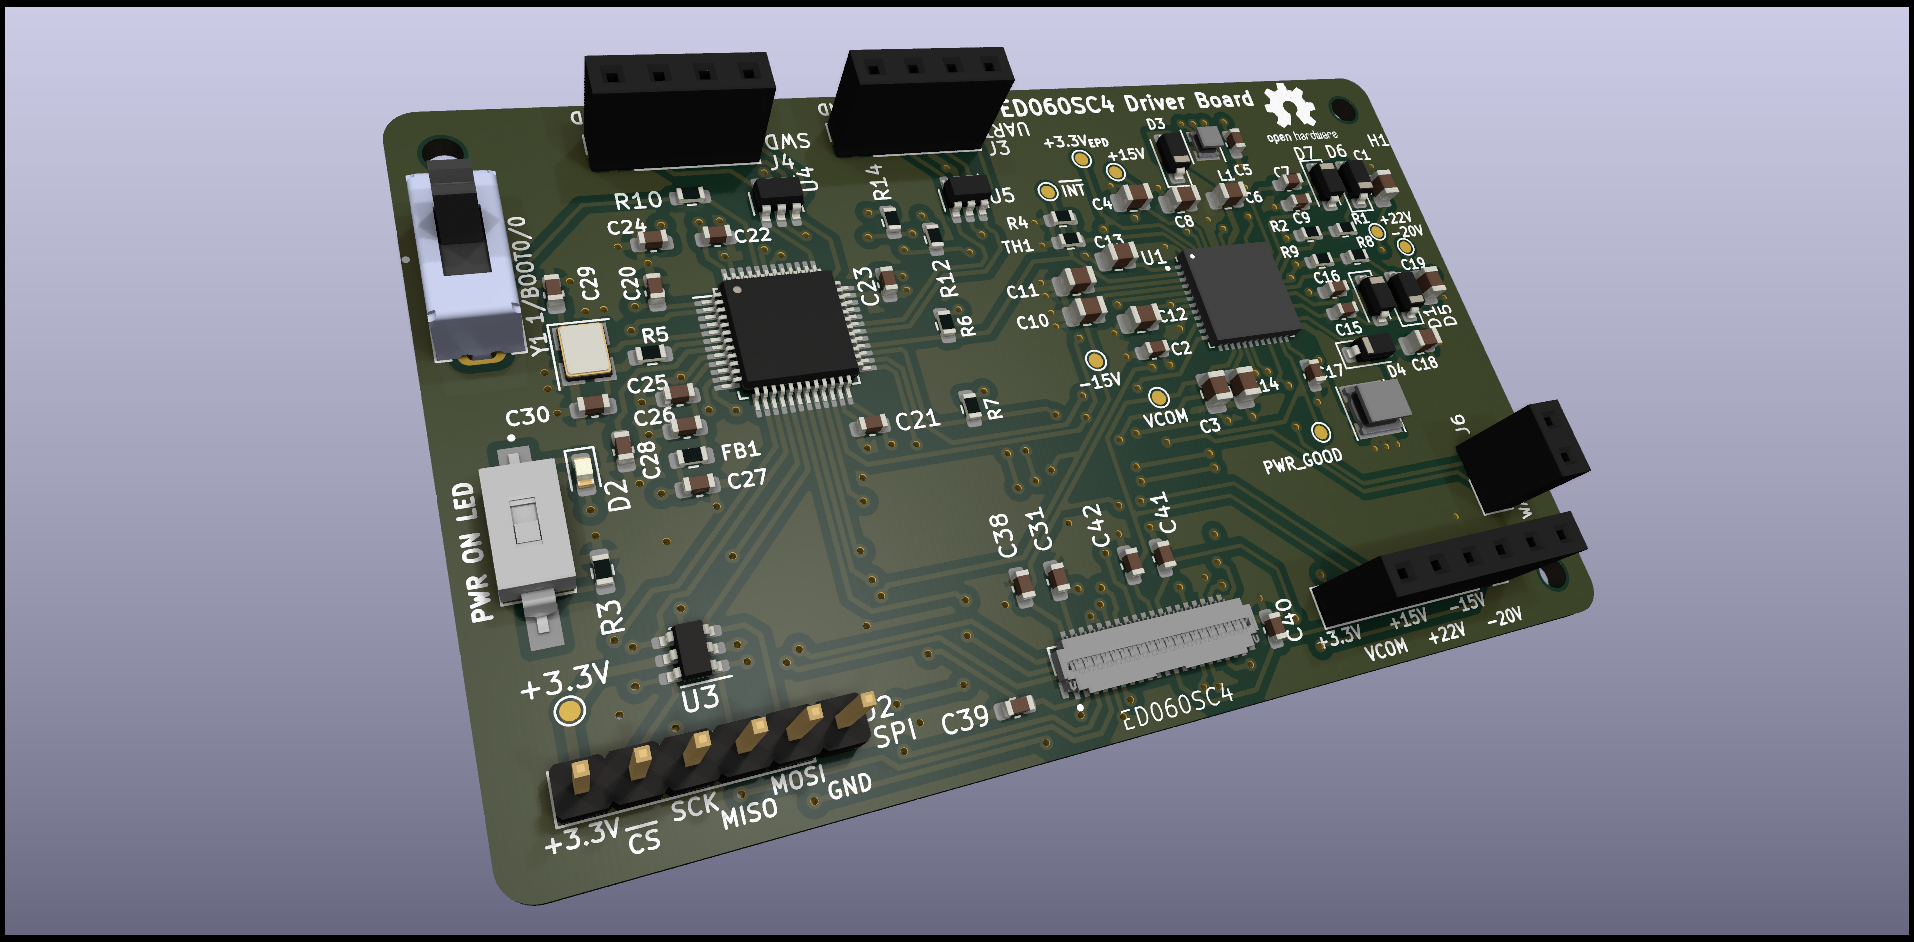 ED060SC4 Driver Board
open hardware
SWD
J4
UART
J3
+3.3VEPD
D3
+15V
INT
H1
D7
D6
C1
C5
L1
C6
C7
C9
C4
C8
R1
+22V
-20V
R2
R8
R9
R10
U4
R14
U5
R4
TH1
C13
U1
C24
C22
C29
C20
C23
R12
1/BOOT0/0
C11
C10
C12
C2
C16
C19
C15
D5
D4
C18
Y1
R5
R6
C25
C26
C30
C28
FB1
C27
C21
R7
-15V
VCOM
C3
PWR_GOOD
J6
D2
PWR ON LED
R3
C38
C31
C42
C41
C40
+3.3V
VCOM
+15V
+22V
-15V
-20V
U3
+3.3V
SPI
C39
ED060SC4
+3.3V
CS
SCK
MISO
MOSI
GND